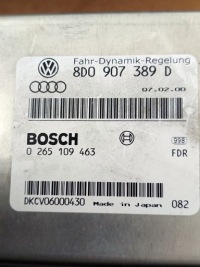 Fahr-Dynamik-Regelung
8D0 907 389 D
07.02.00
BOSCH
0 265 109 463
998
FDR
DKCV06000430 Made in Japan 082